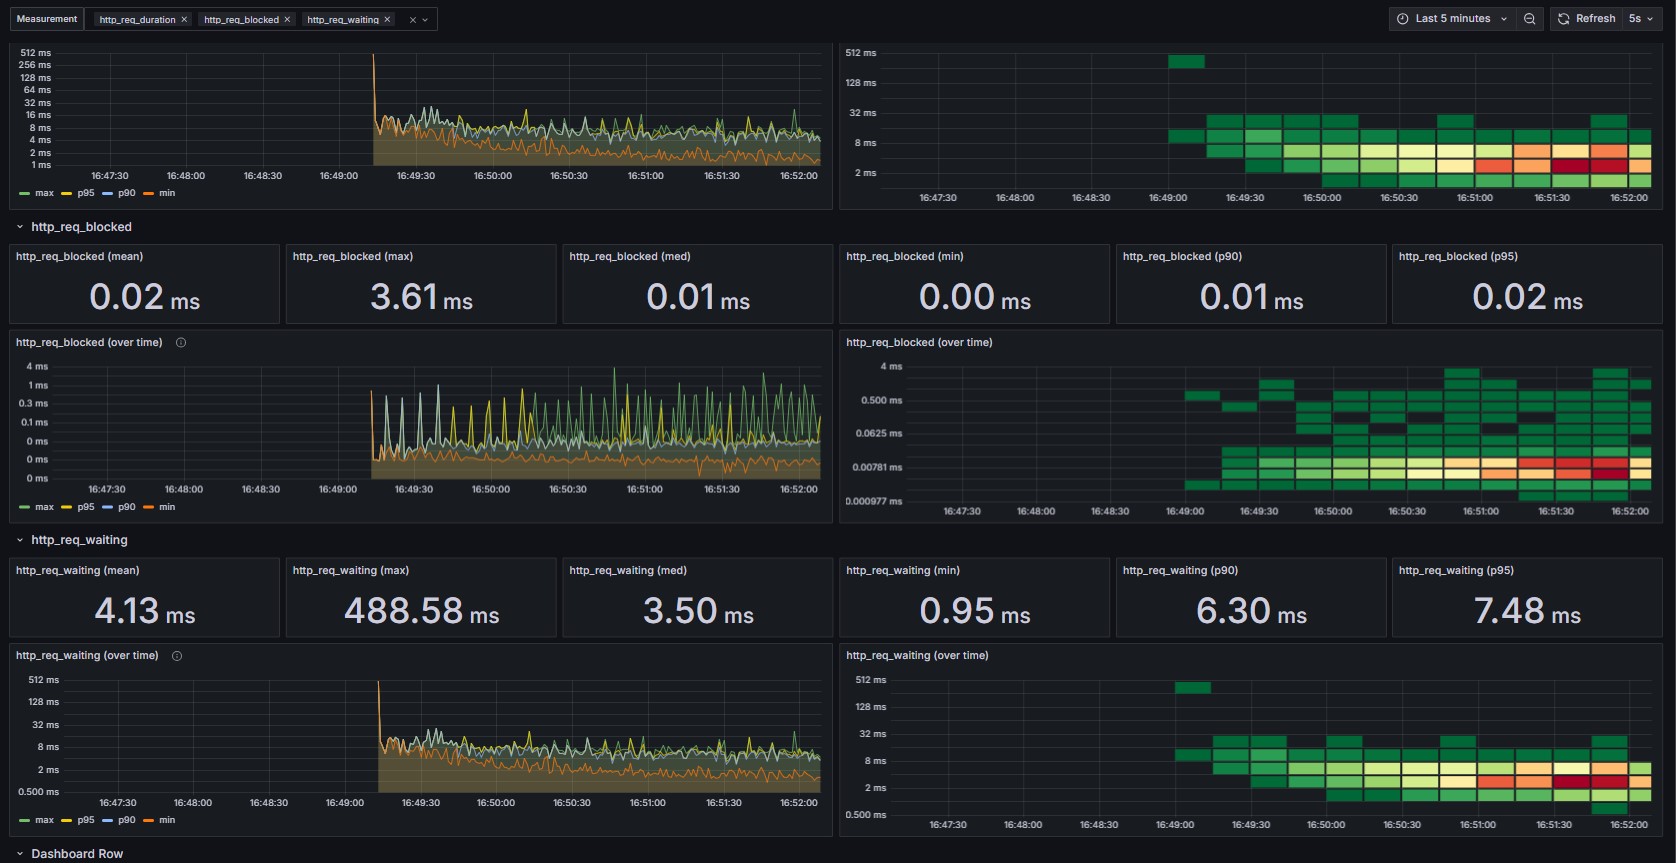 Measurement http_req_duration × http_req_blocked × http_req_waiting × Last 5 minutes Refresh 5s
512 ms
256 ms
128 ms
64 ms
32 ms
16 ms
8 ms
4 ms
2 ms
1 ms
16:47:30 16:48:00 16:48:30 16:49:00 16:49:30 16:50:00 16:50:30 16:51:00 16:51:30 16:52:00
max p95 p90 min
512 ms
128 ms
32 ms
8 ms
2 ms
16:47:30 16:48:00 16:48:30 16:49:00 16:49:30 16:50:00 16:50:30 16:51:00 16:51:30 16:52:00
http_req_blocked
http_req_blocked (mean) http_req_blocked (max) http_req_blocked (med) http_req_blocked (min) http_req_blocked (p90) http_req_blocked (p95)
0.02 ms 3.61 ms 0.01 ms 0.00 ms 0.01 ms 0.02 ms
http_req_blocked (over time)
4 ms
1 ms
0.3 ms
0.1 ms
0 ms
0 ms
0 ms
16:47:30 16:48:00 16:48:30 16:49:00 16:49:30 16:50:00 16:50:30 16:51:00 16:51:30 16:52:00
max p95 p90 min
http_req_blocked (over time)
4 ms
0.500 ms
0.0625 ms
0.00781 ms
0.000977 ms
16:47:30 16:48:00 16:48:30 16:49:00 16:49:30 16:50:00 16:50:30 16:51:00 16:51:30 16:52:00
http_req_waiting
http_req_waiting (mean) http_req_waiting (max) http_req_waiting (med) http_req_waiting (min) http_req_waiting (p90) http_req_waiting (p95)
4.13 ms 488.58 ms 3.50 ms 0.95 ms 6.30 ms 7.48 ms
http_req_waiting (over time)
512 ms
128 ms
32 ms
8 ms
2 ms
0.500 ms
16:47:30 16:48:00 16:48:30 16:49:00 16:49:30 16:50:00 16:50:30 16:51:00 16:51:30 16:52:00
max p95 p90 min
http_req_waiting (over time)
512 ms
128 ms
32 ms
8 ms
2 ms
0.500 ms
16:47:30 16:48:00 16:48:30 16:49:00 16:49:30 16:50:00 16:50:30 16:51:00 16:51:30 16:52:00
Dashboard Row